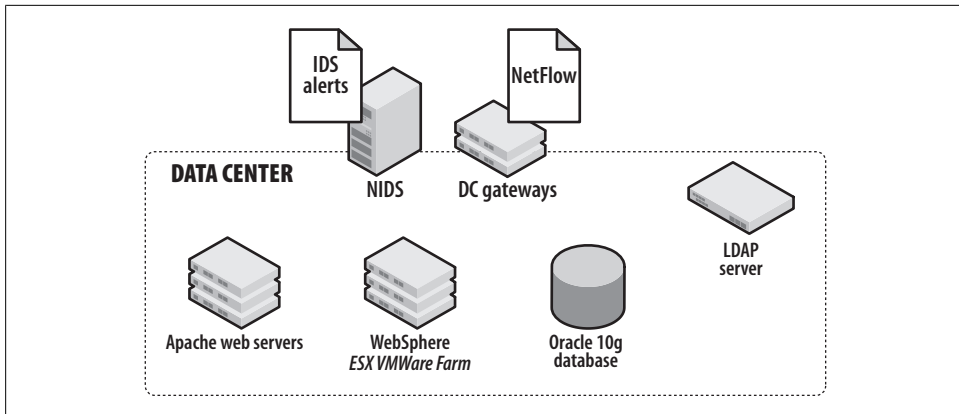 IDS
alerts
NetFlow
DATA CENTER
NIDS
DC gateways
LDAP
server
Apache web servers
WebSphere
ESX VMWare Farm
Oracle 10g
database